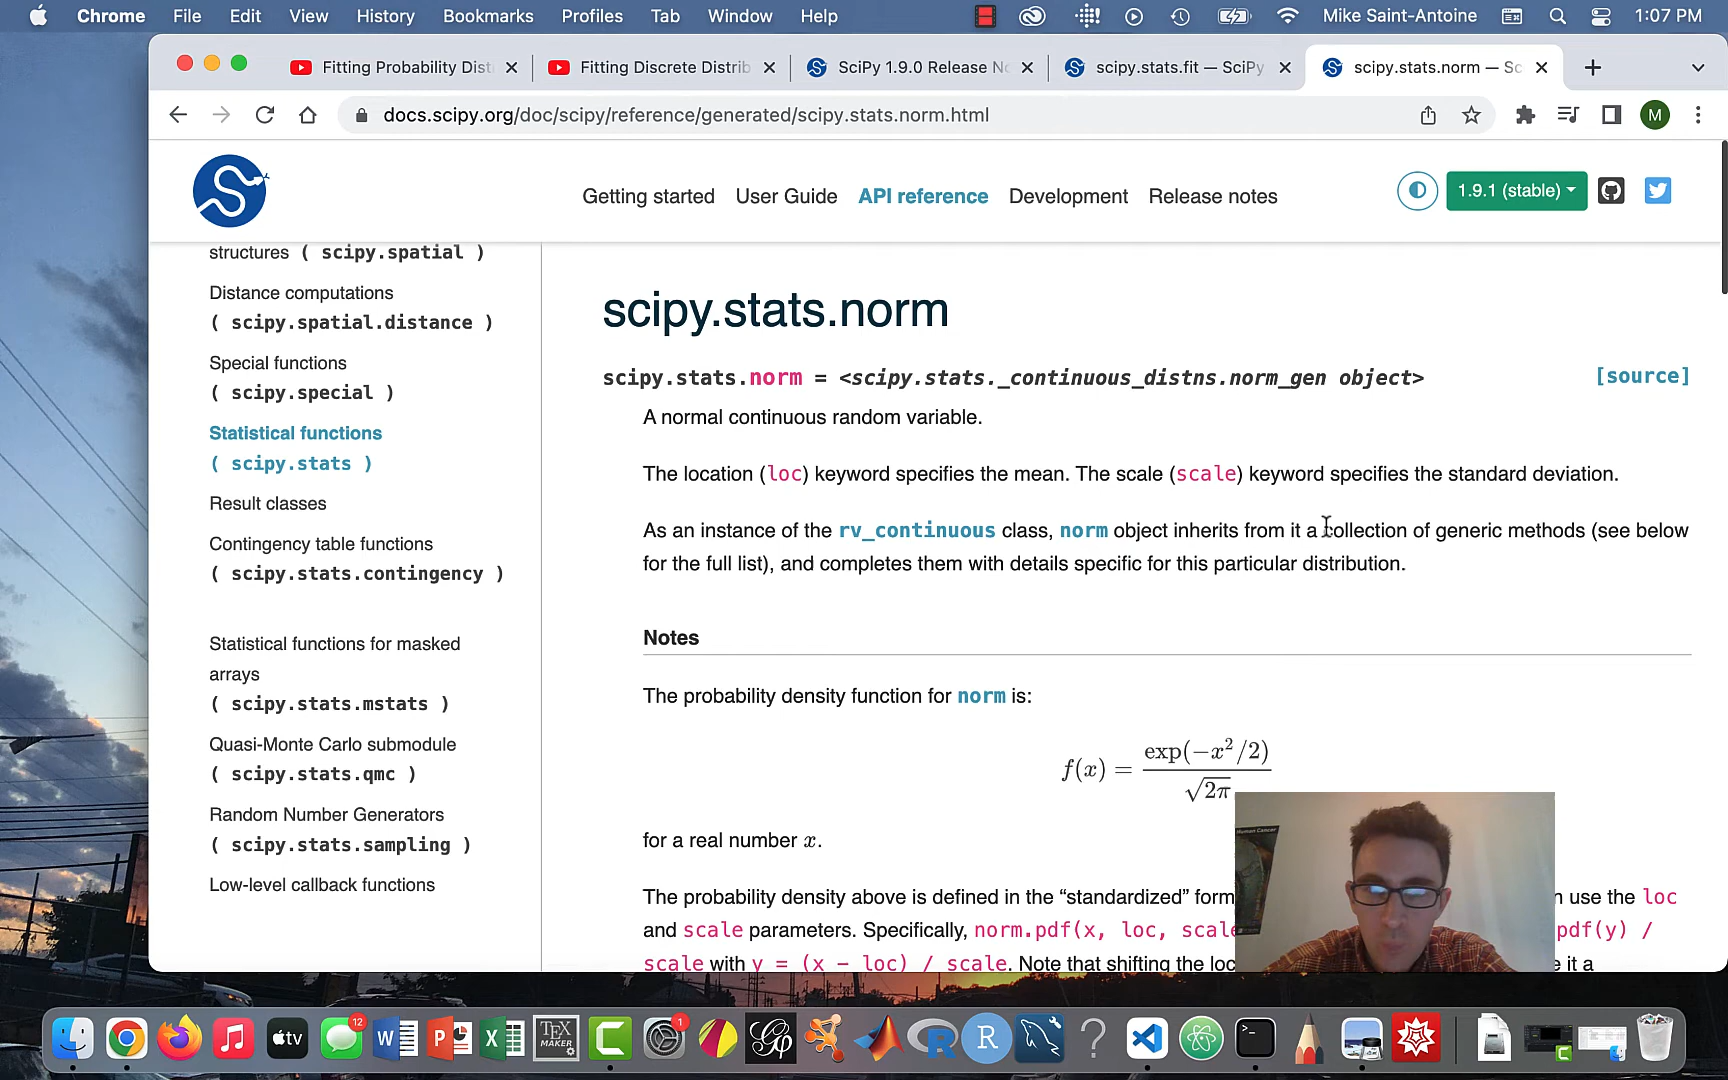 Chrome File Edit View History Bookmarks Profiles Tab Window Help Mike Saint-Antoine 1:07 PM
Fitting Probability Dist Fitting Discrete Distrib SciPy 1.9.0 Release No scipy.stats.fit — SciPy scipy.stats.norm — Sc
docs.scipy.org/doc/scipy/reference/generated/scipy.stats.norm.html M
Getting started User Guide API reference Development Release notes 1.9.1 (stable)
structures ( scipy.spatial )
Distance computations
( scipy.spatial.distance )
Special functions
( scipy.special )
Statistical functions
( scipy.stats )
Result classes
Contingency table functions
( scipy.stats.contingency )
Statistical functions for masked
arrays
( scipy.stats.mstats )
Quasi-Monte Carlo submodule
( scipy.stats.qmc )
Random Number Generators
( scipy.stats.sampling )
Low-level callback functions
scipy.stats.norm
scipy.stats.norm = <scipy.stats._continuous_distns.norm_gen object> [source]
A normal continuous random variable.
The location (loc) keyword specifies the mean. The scale (scale) keyword specifies the standard deviation.
As an instance of the rv_continuous class, norm object inherits from it a collection of generic methods (see below
for the full list), and completes them with details specific for this particular distribution.
Notes
The probability density function for norm is:
f(x) = exp(−x²/2) / √2π
for a real number x.
The probability density above is defined in the “standardized” form n use the loc
and scale parameters. Specifically, norm.pdf(x, loc, scale pdf(y) /
scale with y = (x - loc) / scale. Note that shifting the loc e it a
Human Cancer
12 1
TEX
MAKER
tv